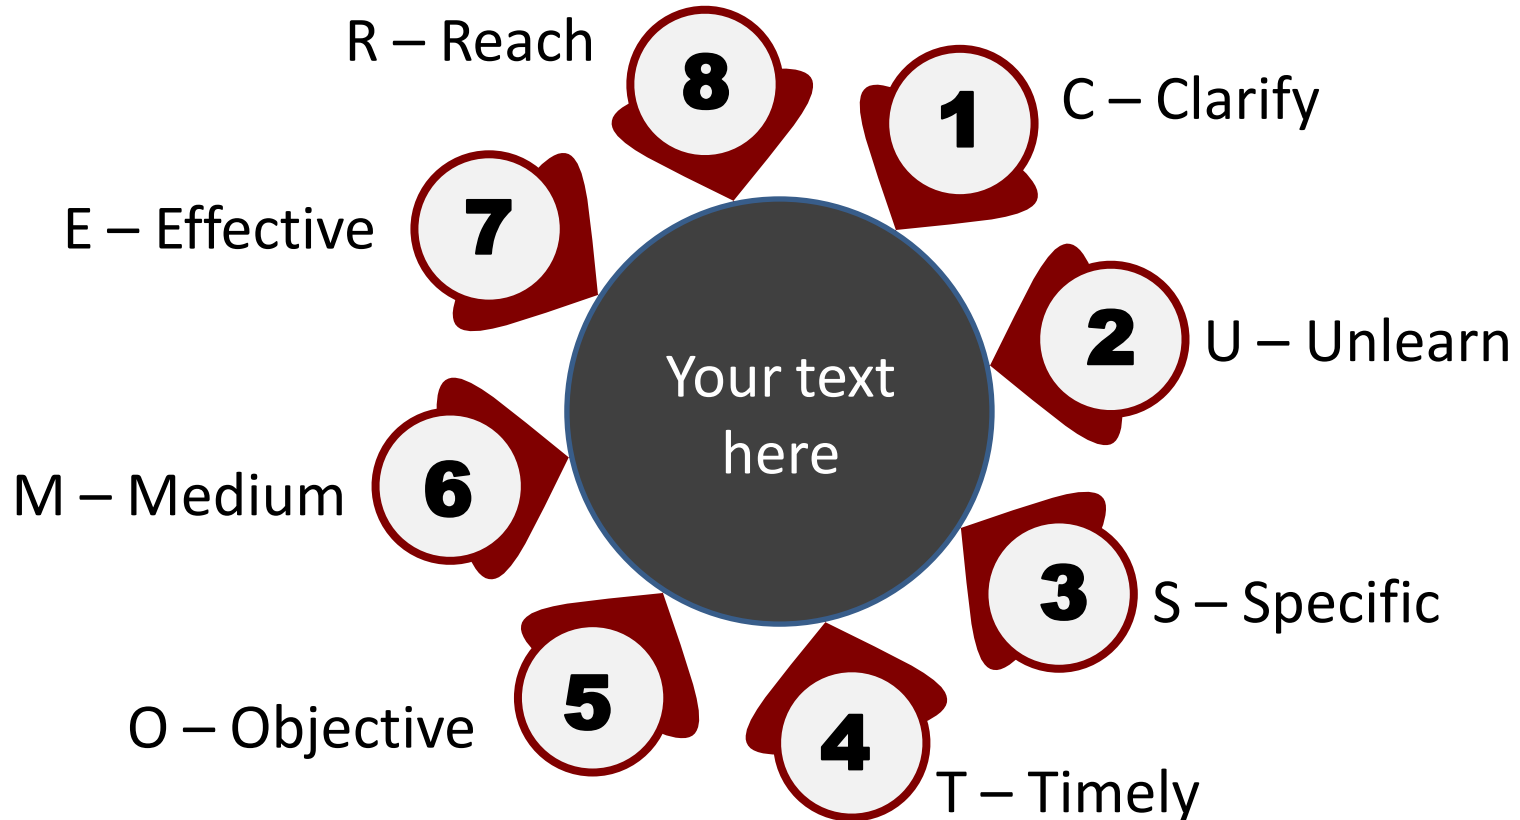 1
C – Clarify
2
U – Unlearn
3
S – Specific
4
T – Timely
5
O – Objective
6
M – Medium
7
E – Effective
8
R – Reach
Your text
here